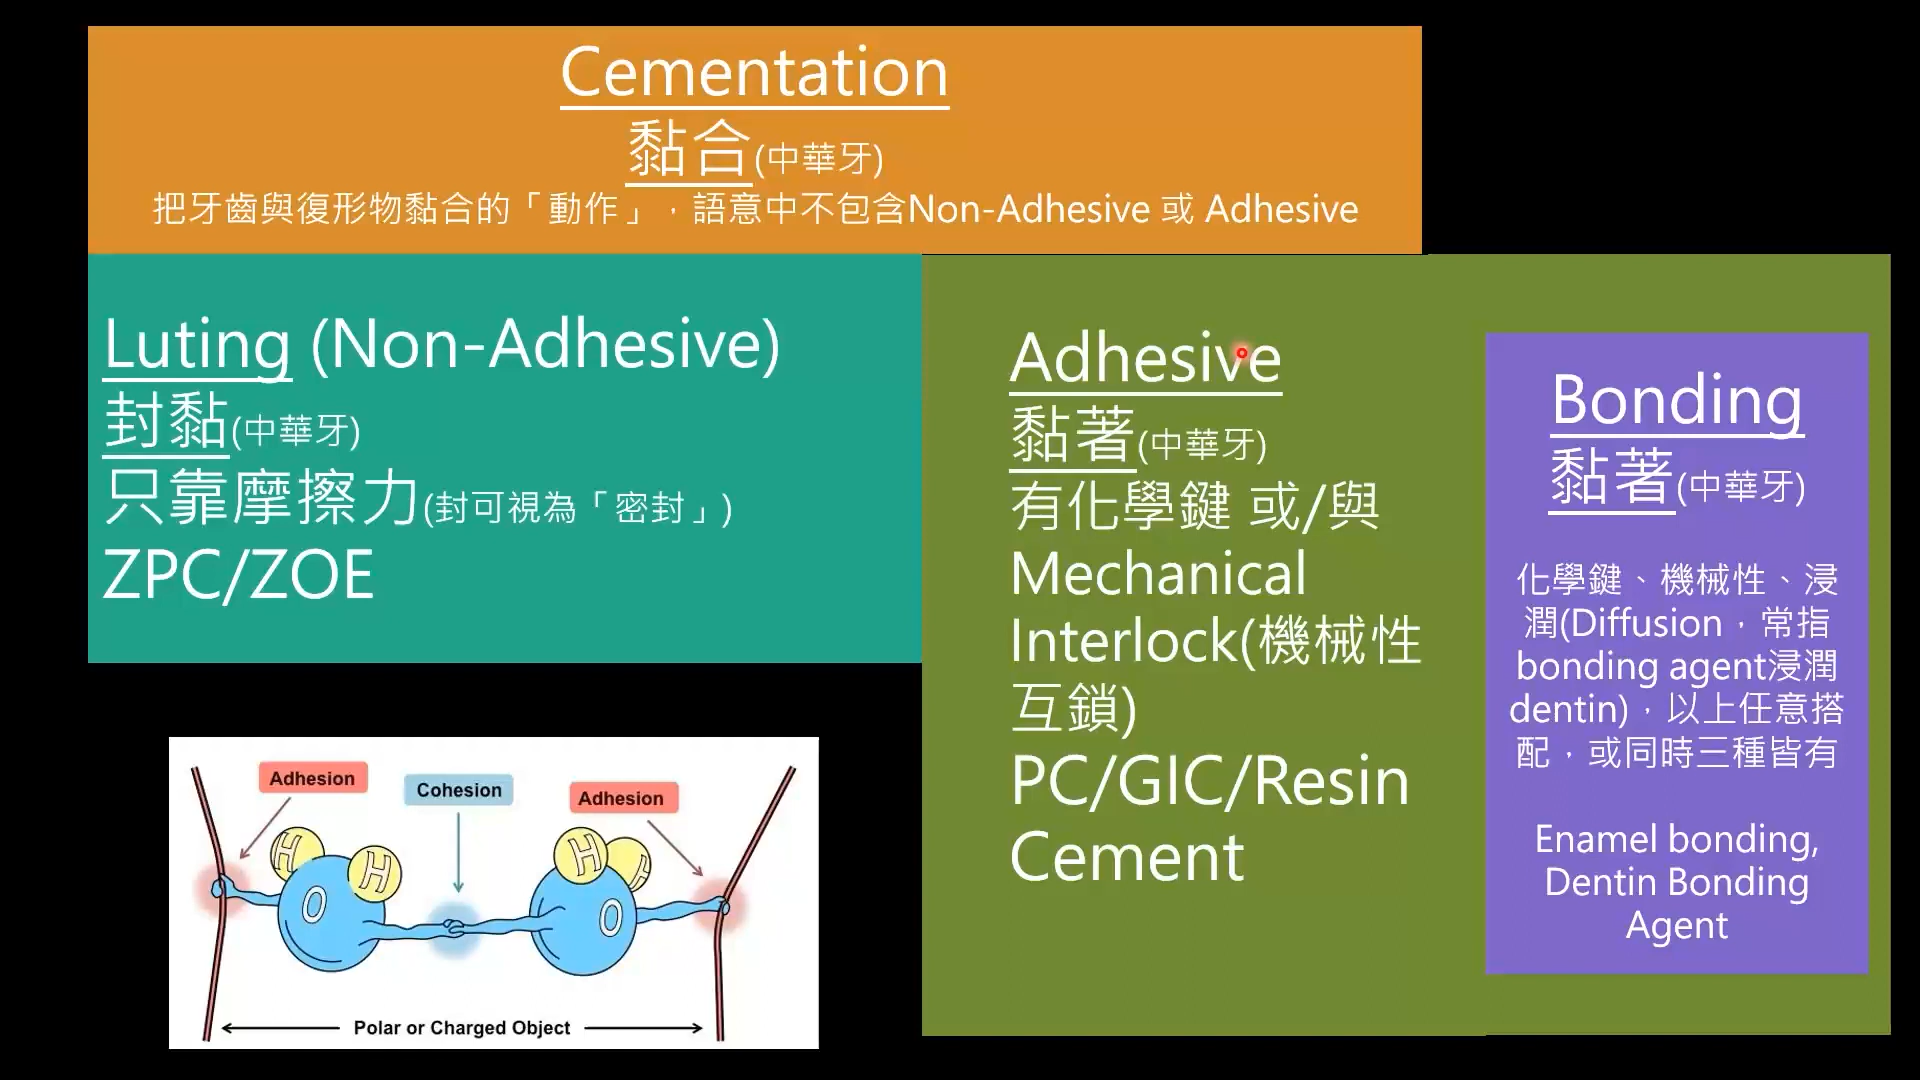 Cementation
黏合(中華牙)
把牙齒與復形物黏合的「動作」，語意中不包含Non-Adhesive 或 Adhesive
Luting (Non-Adhesive)
封黏(中華牙)
只靠摩擦力(封可視為「密封」)
ZPC/ZOE
Adhesive
黏著(中華牙)
有化學鍵 或/與
Mechanical
Interlock(機械性
互鎖)
PC/GIC/Resin
Cement
Bonding
黏著(中華牙)
化學鍵、機械性、浸
潤(Diffusion，常指
bonding agent浸潤
dentin)，以上任意搭
配，或同時三種皆有
Enamel bonding,
Dentin Bonding
Agent
Adhesion
Cohesion
Adhesion
H
H
O
H
H
O
Polar or Charged Object